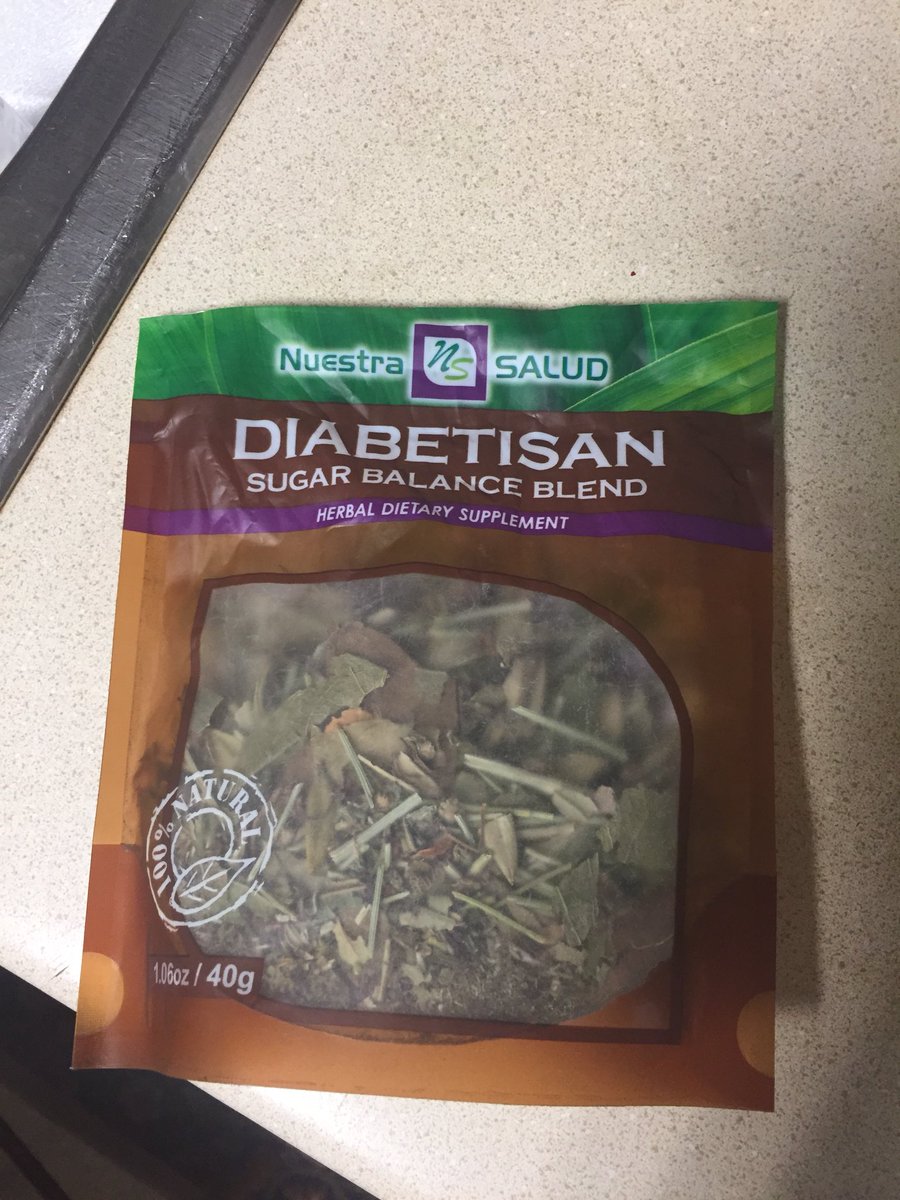 Nuestra NS SALUD
DIABETISAN
SUGAR BALANCE BLEND
HERBAL DIETARY SUPPLEMENT
100% NATURAL
1.06oz / 40g